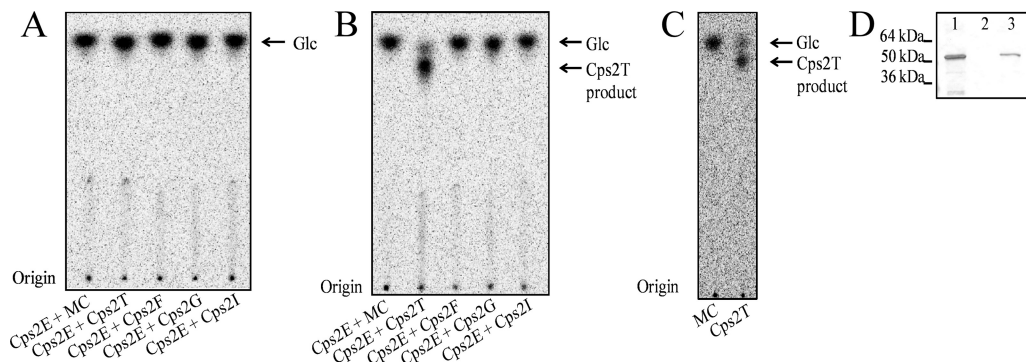 A
Glc
Origin
Cps2E + MC
Cps2E + Cps2T
Cps2E + Cps2F
Cps2E + Cps2G
Cps2E + Cps2I
B
Glc
Cps2T
product
Origin
Cps2E + MC
Cps2E + Cps2T
Cps2E + Cps2F
Cps2E + Cps2G
Cps2E + Cps2I
C
Glc
Cps2T
product
Origin
MC
Cps2T
D
1 2 3
64 kDa
50 kDa
36 kDa